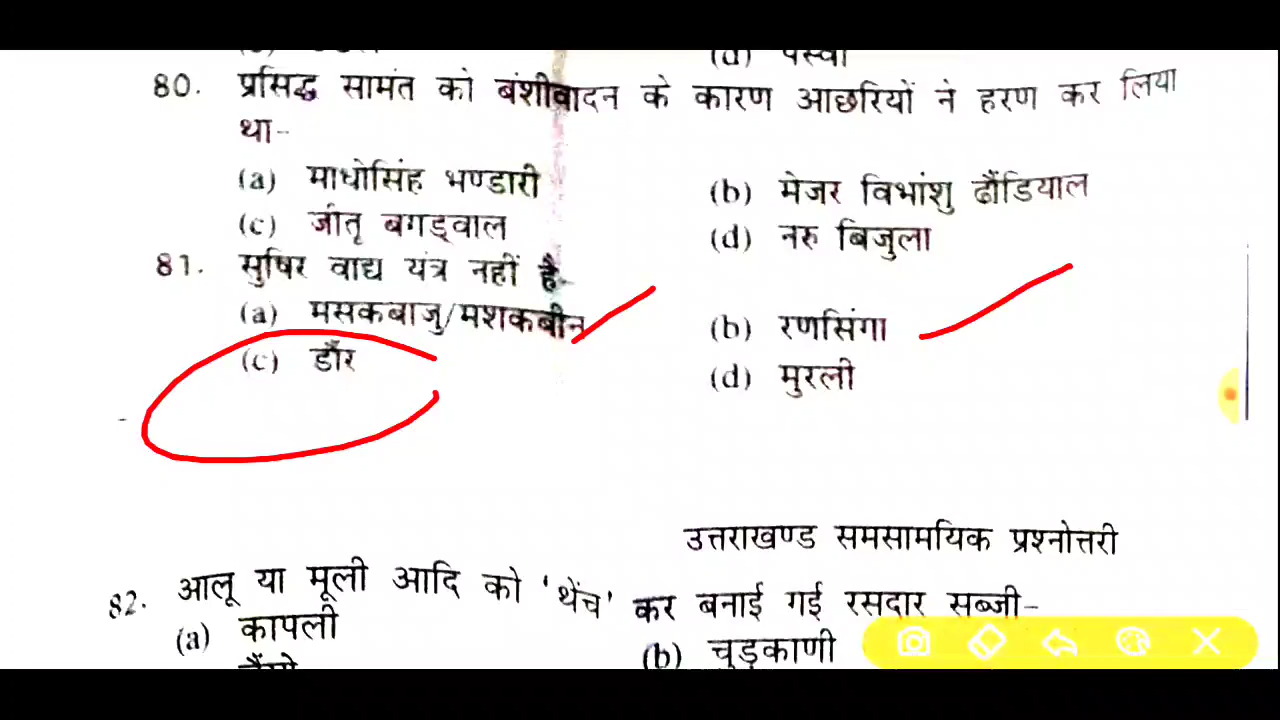 (d) पस्वा
80. प्रसिद्ध सामंत को बंशीवादन के कारण आछरियों ने हरण कर लिया
था-
(a) माधोसिंह भण्डारी (b) मेजर विभांशु ढौंडियाल
(c) जीतू बगड्वाल (d) नरु बिजुला
81. सुषिर वाद्य यंत्र नहीं है-
(a) मसकबाजु/मशकबीन (b) रणसिंगा
(c) डौंर (d) मुरली
उत्तराखण्ड समसामयिक प्रश्नोत्तरी
82. आलू या मूली आदि को 'थेंच' कर बनाई गई रसदार सब्जी-
(a) कापली (b) चुड़काणी